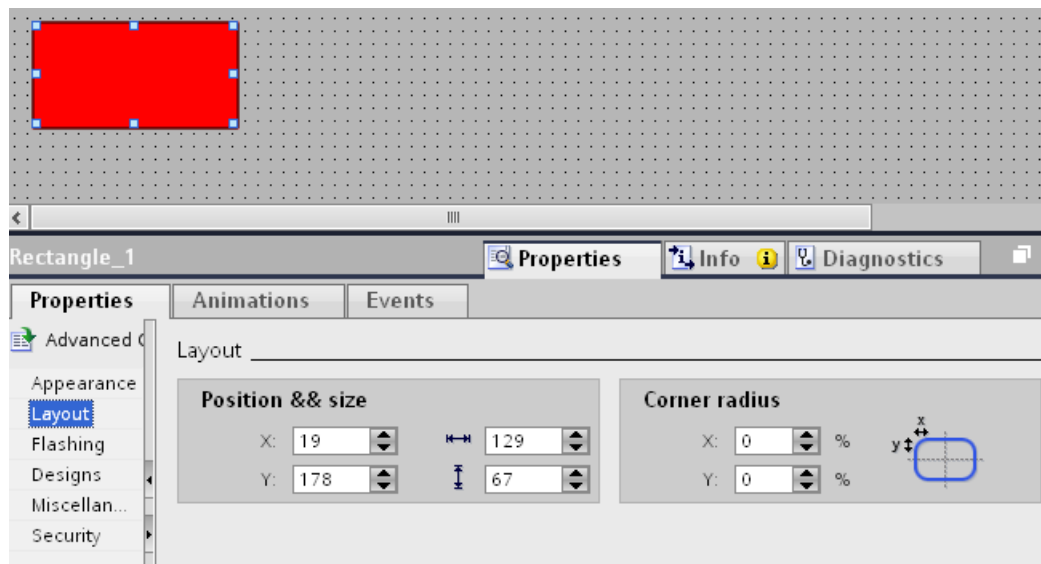 Rectangle_1
Properties Info Diagnostics
Properties Animations Events
Advanced
Layout
Appearance
Layout
Flashing
Designs
Miscellan...
Security
Position && size
X: 19 129
Y: 178 67
Corner radius
X: 0 %
Y: 0 %
x
y